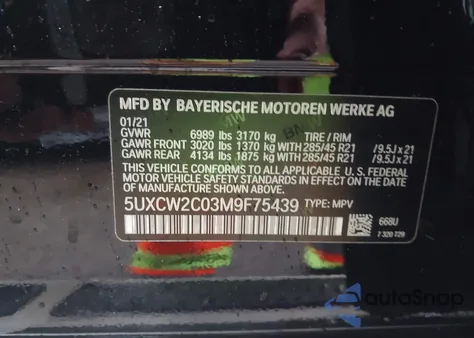 MFD BY BAYERISCHE MOTOREN WERKE AG
01/21
GVWR 6989 lbs 3170 kg TIRE / RIM
GAWR FRONT 3020 lbs 1370 kg WITH 285/45 R21 /9.5J x 21
GAWR REAR 4134 lbs 1875 kg WITH 285/45 R21 /9.5J x 21
THIS VEHICLE CONFORMS TO ALL APPLICABLE U. S. FEDERAL
MOTOR VEHICLE SAFETY STANDARDS IN EFFECT ON THE
DATE OF MANUFACTURE SHOWN ABOVE.
5UXCW2C03M9F75439 TYPE: MPV
668U
7 320 729
autoSnap